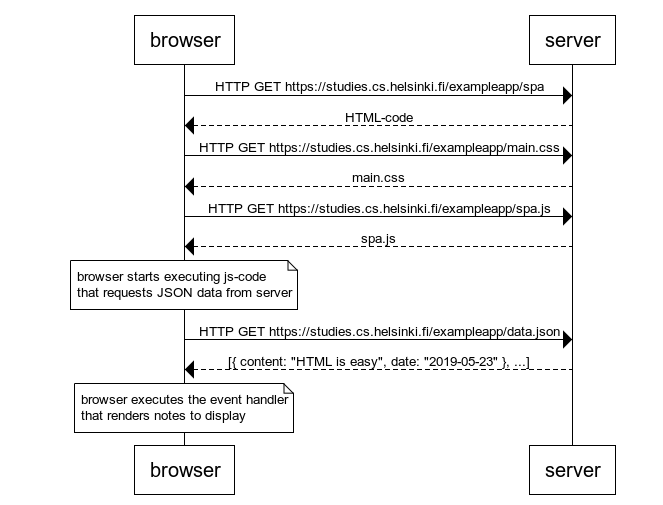 browser
server
HTTP GET https://studies.cs.helsinki.fi/exampleapp/spa
HTML-code
HTTP GET https://studies.cs.helsinki.fi/exampleapp/main.css
main.css
HTTP GET https://studies.cs.helsinki.fi/exampleapp/spa.js
spa.js
browser starts executing js-code
that requests JSON data from server
HTTP GET https://studies.cs.helsinki.fi/exampleapp/data.json
[{ content: "HTML is easy", date: "2019-05-23" }, ...]
browser executes the event handler
that renders notes to display
browser
server